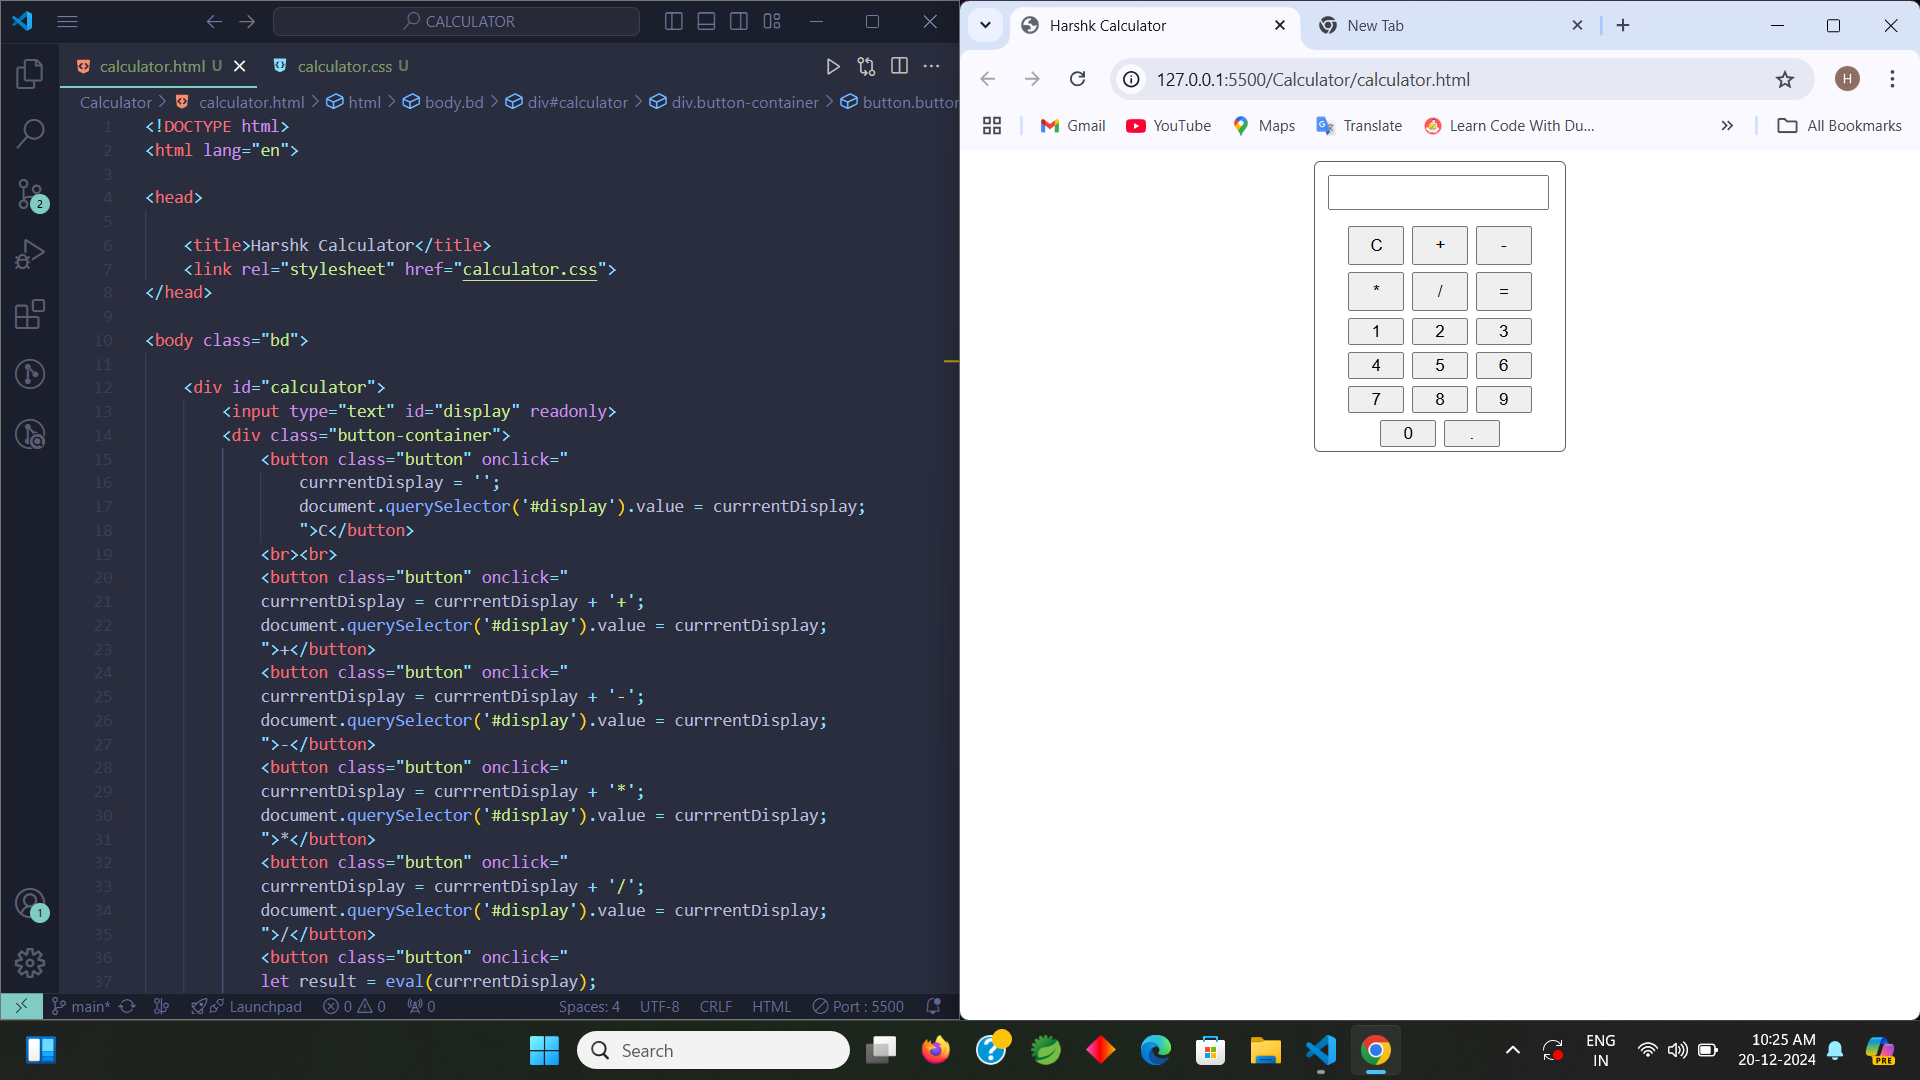 CALCULATOR
calculator.html U
calculator.css U
Calculator > calculator.html > html > body.bd > div#calculator > div.button-container > button.button
1 <!DOCTYPE html>
2 <html lang="en">
3
4 <head>
5
6 <title>Harshk Calculator</title>
7 <link rel="stylesheet" href="calculator.css">
8 </head>
9
10 <body class="bd">
11
12 <div id="calculator">
13 <input type="text" id="display" readonly>
14 <div class="button-container">
15 <button class="button" onclick="
16 currrentDisplay = '';
17 document.querySelector('#display').value = currrentDisplay;
18 ">C</button>
19 <br><br>
20 <button class="button" onclick="
21 currrentDisplay = currrentDisplay + '+';
22 document.querySelector('#display').value = currrentDisplay;
23 ">+</button>
24 <button class="button" onclick="
25 currrentDisplay = currrentDisplay + '-';
26 document.querySelector('#display').value = currrentDisplay;
27 ">-</button>
28 <button class="button" onclick="
29 currrentDisplay = currrentDisplay + '*';
30 document.querySelector('#display').value = currrentDisplay;
31 ">*</button>
32 <button class="button" onclick="
33 currrentDisplay = currrentDisplay + '/';
34 document.querySelector('#display').value = currrentDisplay;
35 ">/</button>
36 <button class="button" onclick="
37 let result = eval(currrentDisplay);
2
1
main* Launchpad 0 0 0 Spaces: 4 UTF-8 CRLF HTML Port : 5500
Harshk Calculator
New Tab
127.0.0.1:5500/Calculator/calculator.html
H
Gmail YouTube Maps Translate Learn Code With Du... » All Bookmarks
C + -
* / =
1 2 3
4 5 6
7 8 9
0 .
Search
ENG
IN
10:25 AM
20-12-2024
PRE